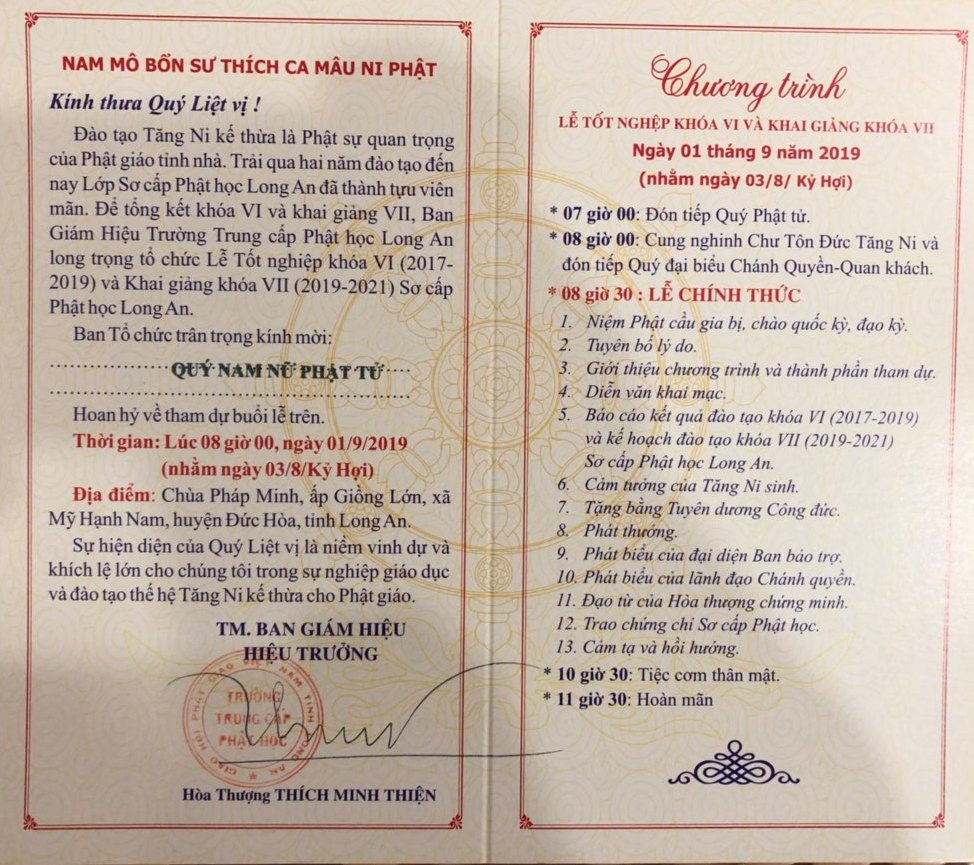 NAM MÔ BỔN SƯ THÍCH CA MÂU NI PHẬT
Kính thưa Quý Liệt vị !
Đào tạo Tăng Ni kế thừa là Phật sự quan trọng
của Phật giáo tỉnh nhà. Trải qua hai năm đào tạo đến
nay Lớp Sơ cấp Phật học Long An đã thành tựu viên
mãn. Để tổng kết khóa VI và khai giảng VII, Ban
Giám Hiệu Trường Trung cấp Phật học Long An
long trọng tổ chức Lễ Tốt nghiệp khóa VI (2017-
2019) và Khai giảng khóa VII (2019-2021) Sơ cấp
Phật học Long An.
Ban Tổ chức trân trọng kính mời:
QUÝ NAM NỮ PHẬT TỬ
Hoan hỷ về tham dự buổi lễ trên.
Thời gian: Lúc 08 giờ 00, ngày 01/9/2019
(nhằm ngày 03/8/Kỷ Hợi)
Địa điểm: Chùa Pháp Minh, ấp Giồng Lớn, xã
Mỹ Hạnh Nam, huyện Đức Hòa, tỉnh Long An.
Sự hiện diện của Quý Liệt vị là niềm vinh dự và
khích lệ lớn cho chúng tôi trong sự nghiệp giáo dục
và đào tạo thế hệ Tăng Ni kế thừa cho Phật giáo.
TM. BAN GIÁM HIỆU
HIỆU TRƯỞNG
GIÁO HỘI PHẬT GIÁO VIỆT NAM TỈNH LONG AN
TRƯỜNG
TRUNG CẤP
PHẬT HỌC
Hòa Thượng THÍCH MINH THIỆN
Chương trình
LỄ TỐT NGHỆP KHÓA VI VÀ KHAI GIẢNG KHÓA VII
Ngày 01 tháng 9 năm 2019
(nhằm ngày 03/8/ Kỷ Hợi)
* 07 giờ 00: Đón tiếp Quý Phật tử.
* 08 giờ 00: Cung nghinh Chư Tôn Đức Tăng Ni và
đón tiếp Quý đại biểu Chánh Quyền-Quan khách.
* 08 giờ 30 : LỄ CHÍNH THỨC
1. Niệm Phật cầu gia bị, chào quốc kỳ, đạo kỳ.
2. Tuyên bố lý do.
3. Giới thiệu chương trình và thành phần tham dự.
4. Diễn văn khai mạc.
5. Báo cáo kết quả đào tạo khóa VI (2017-2019)
và kế hoạch đào tạo khóa VII (2019-2021)
Sơ cấp Phật học Long An.
6. Cảm tưởng của Tăng Ni sinh.
7. Tặng bằng Tuyên dương Công đức.
8. Phát thưởng.
9. Phát biểu của đại diện Ban bảo trợ.
10. Phát biểu của lãnh đạo Chánh quyền.
11. Đạo từ của Hòa thượng chứng minh.
12. Trao chứng chỉ Sơ cấp Phật học.
13. Cảm tạ và hồi hướng.
* 10 giờ 30: Tiệc cơm thân mật.
* 11 giờ 30: Hoàn mãn